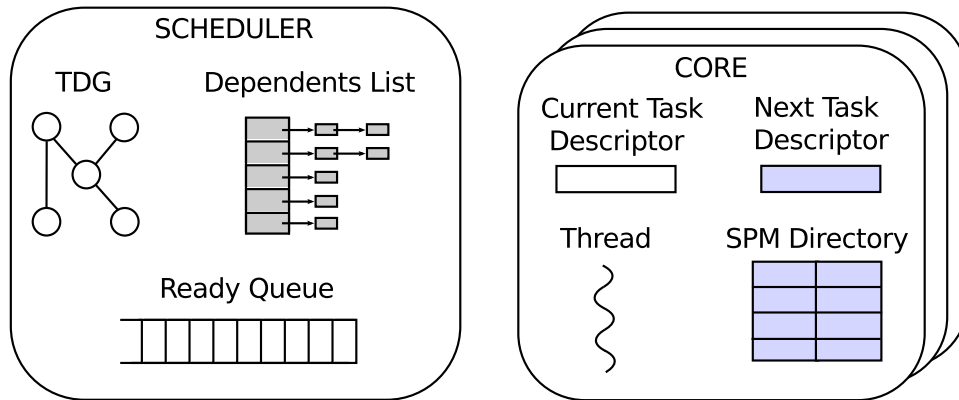 SCHEDULER
TDG
Dependents List
Ready Queue
CORE
Current Task
Descriptor
Next Task
Descriptor
Thread
SPM Directory